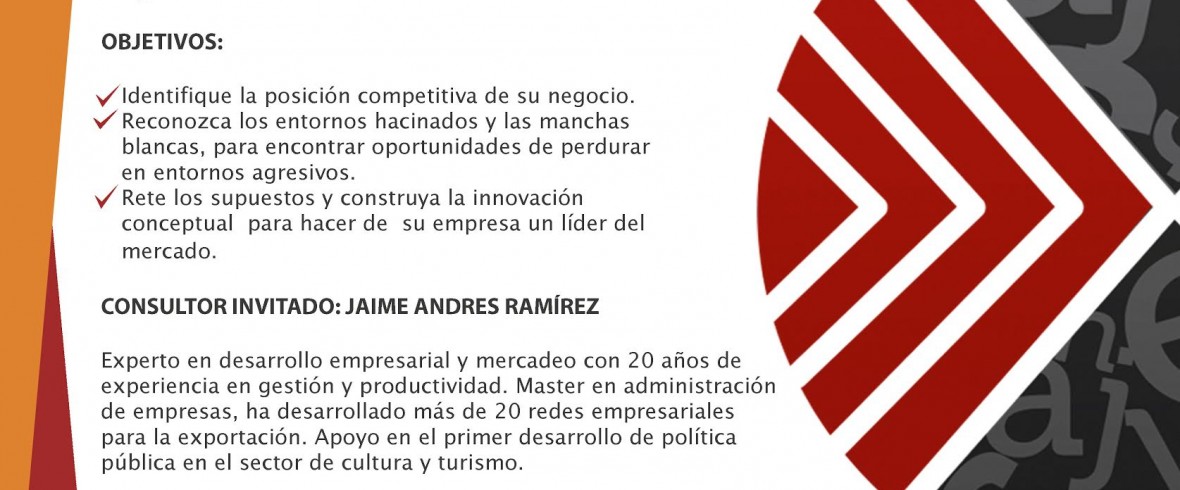 OBJETIVOS:
Identifique la posición competitiva de su negocio.
Reconozca los entornos hacinados y las manchas
blancas, para encontrar oportunidades de perdurar
en entornos agresivos.
Rete los supuestos y construya la innovación
conceptual  para hacer de  su empresa un líder del
mercado.
CONSULTOR INVITADO: JAIME ANDRES RAMÍREZ
Experto en desarrollo empresarial y mercadeo con 20 años de
experiencia en gestión y productividad. Master en administración
de empresas, ha desarrollado más de 20 redes empresariales
para la exportación. Apoyo en el primer desarrollo de política
pública en el sector de cultura y turismo.